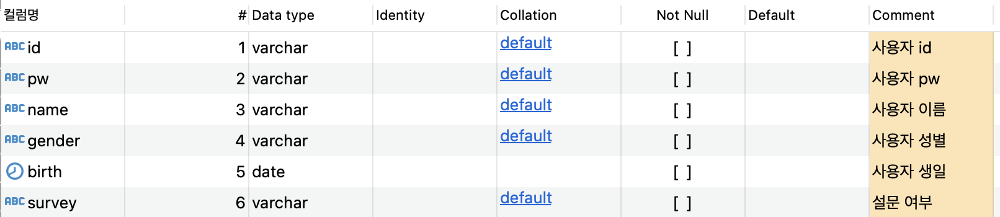 컬럼명 # Data type Identity Collation Not Null Default Comment
ABC id 1 varchar default [ ] 사용자 id
ABC pw 2 varchar default [ ] 사용자 pw
ABC name 3 varchar default [ ] 사용자 이름
ABC gender 4 varchar default [ ] 사용자 성별
birth 5 date [ ] 사용자 생일
ABC survey 6 varchar default [ ] 설문 여부